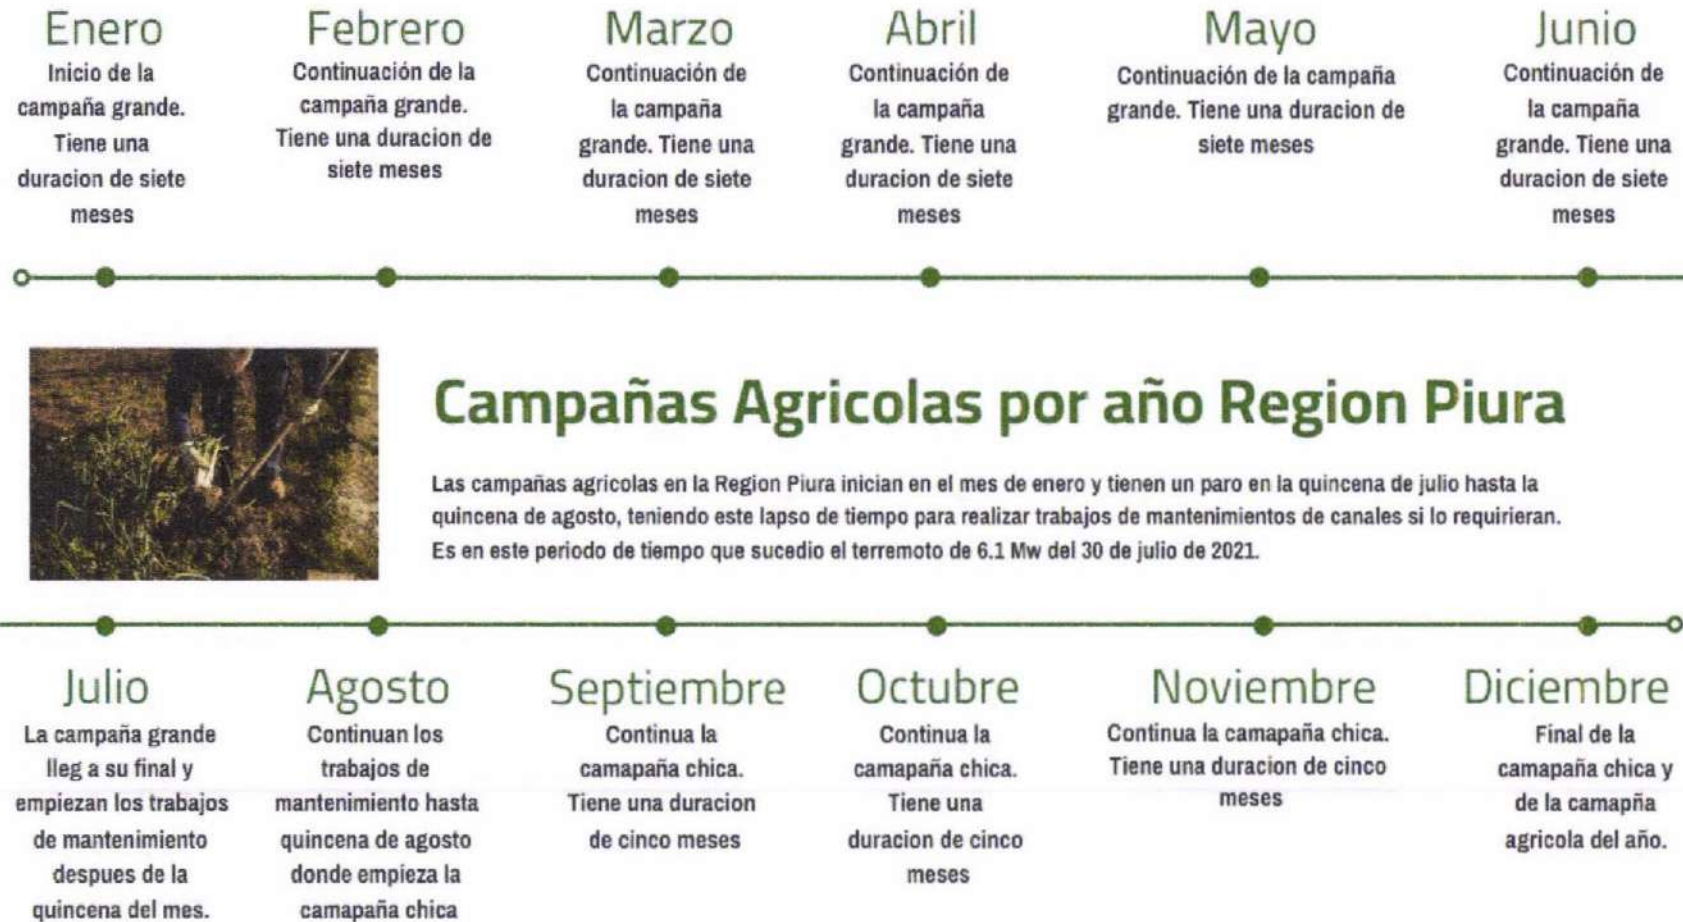 Enero
Inicio de la
campaña grande.
Tiene una
duracion de siete
meses
Febrero
Continuación de la
campaña grande.
Tiene una duracion de
siete meses
Marzo
Continuación de
la campaña
grande. Tiene una
duracion de siete
meses
Abril
Continuación de
la campaña
grande. Tiene una
duracion de siete
meses
Mayo
Continuación de la campaña
grande. Tiene una duracion de
siete meses
Junio
Continuación de
la campaña
grande. Tiene una
duracion de siete
meses
Campañas Agricolas por año Region Piura
Las campañas agricolas en la Region Piura inician en el mes de enero y tienen un paro en la quincena de julio hasta la
quincena de agosto, teniendo este lapso de tiempo para realizar trabajos de mantenimientos de canales si lo requirieran.
Es en este periodo de tiempo que sucedio el terremoto de 6.1 Mw del 30 de julio de 2021.
Julio
La campaña grande
lleg a su final y
empiezan los trabajos
de mantenimiento
despues de la
quincena del mes.
Agosto
Continuan los
trabajos de
mantenimiento hasta
quincena de agosto
donde empieza la
camapaña chica
Septiembre
Continua la
camapaña chica.
Tiene una duracion
de cinco meses
Octubre
Continua la
camapaña chica.
Tiene una
duracion de cinco
meses
Noviembre
Continua la camapaña chica.
Tiene una duracion de cinco
meses
Diciembre
Final de la
camapaña chica y
de la camapña
agricola del año.